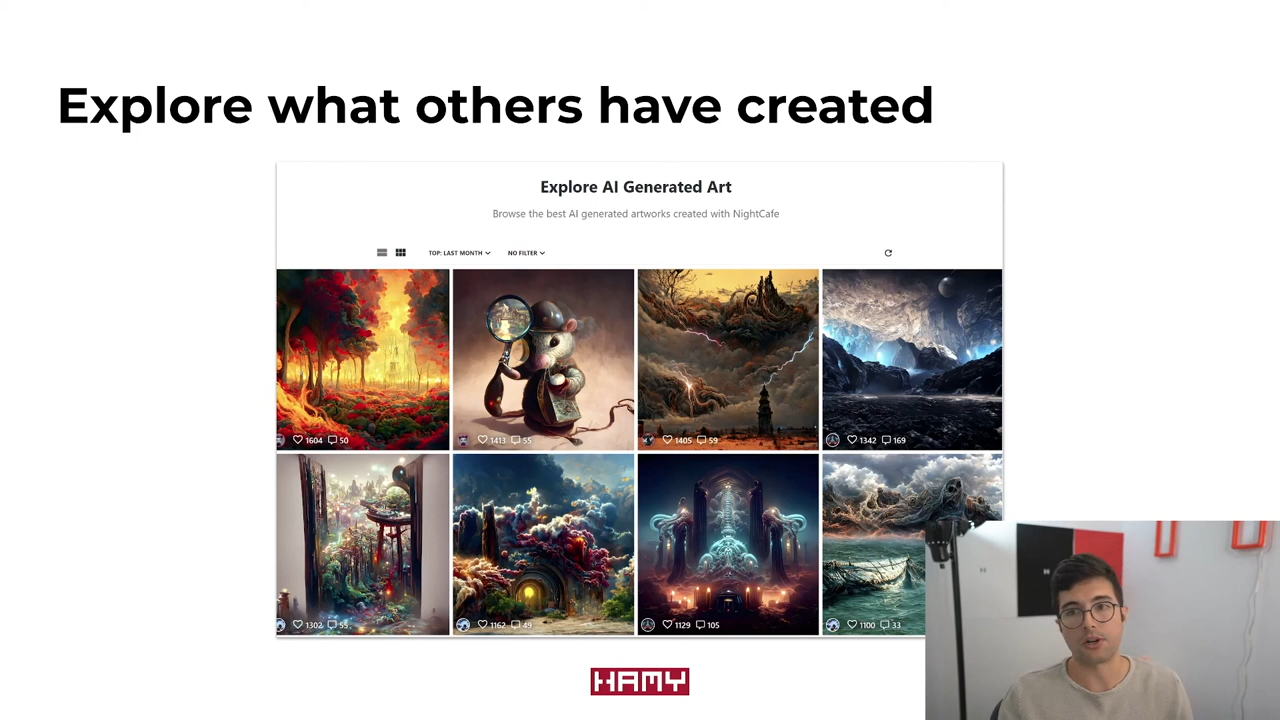 Explore what others have created
Explore AI Generated Art
Browse the best AI generated artworks created with NightCafe
TOP: LAST MONTH
NO FILTER
1604 50
1413 55
1405 59
1342 169
1302 55
1162 49
1129 105
1100 33
HAMY